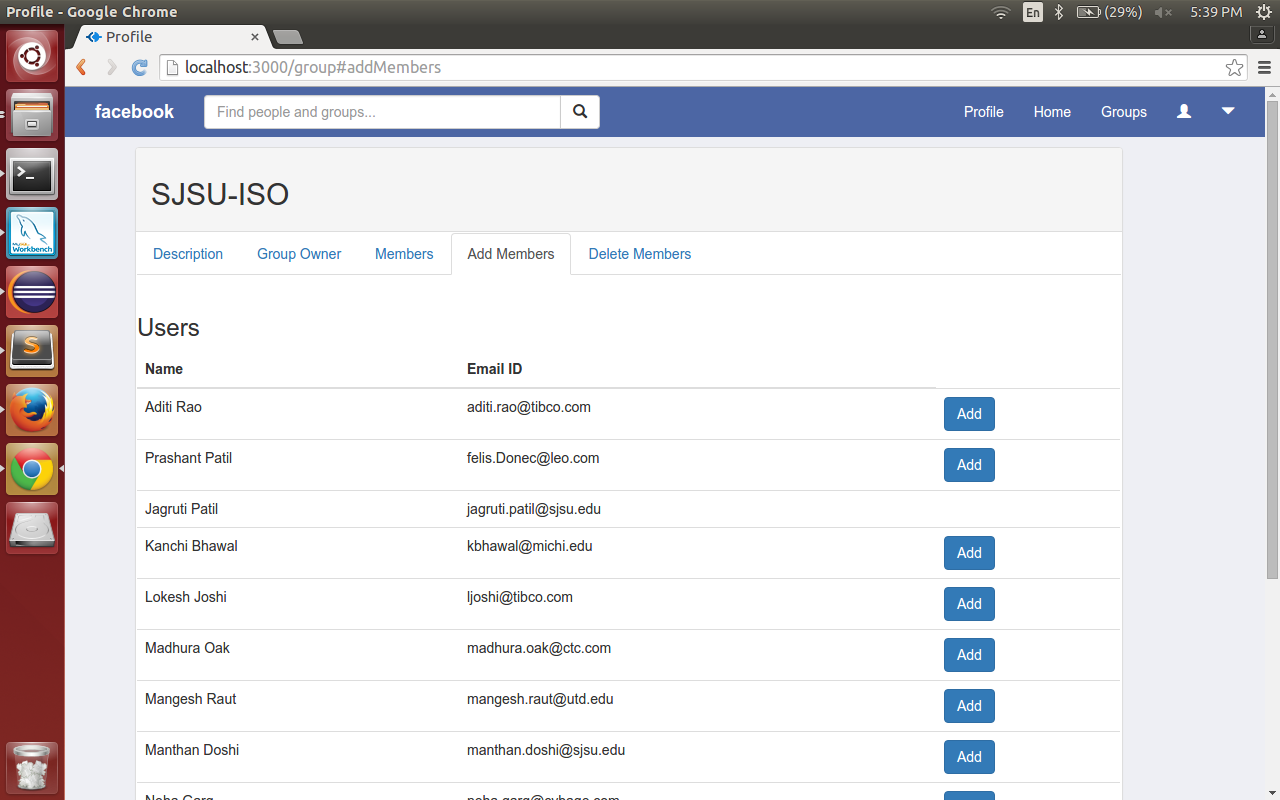 Profile - Google Chrome En (29%) 5:39 PM
Profile
localhost:3000/group#addMembers
facebook Find people and groups... Profile Home Groups
SJSU-ISO
Description Group Owner Members Add Members Delete Members
Users
Name Email ID
Aditi Rao aditi.rao@tibco.com Add
Prashant Patil felis.Donec@leo.com Add
Jagruti Patil jagruti.patil@sjsu.edu
Kanchi Bhawal kbhawal@michi.edu Add
Lokesh Joshi ljoshi@tibco.com Add
Madhura Oak madhura.oak@ctc.com Add
Mangesh Raut mangesh.raut@utd.edu Add
Manthan Doshi manthan.doshi@sjsu.edu Add
Workbench
S